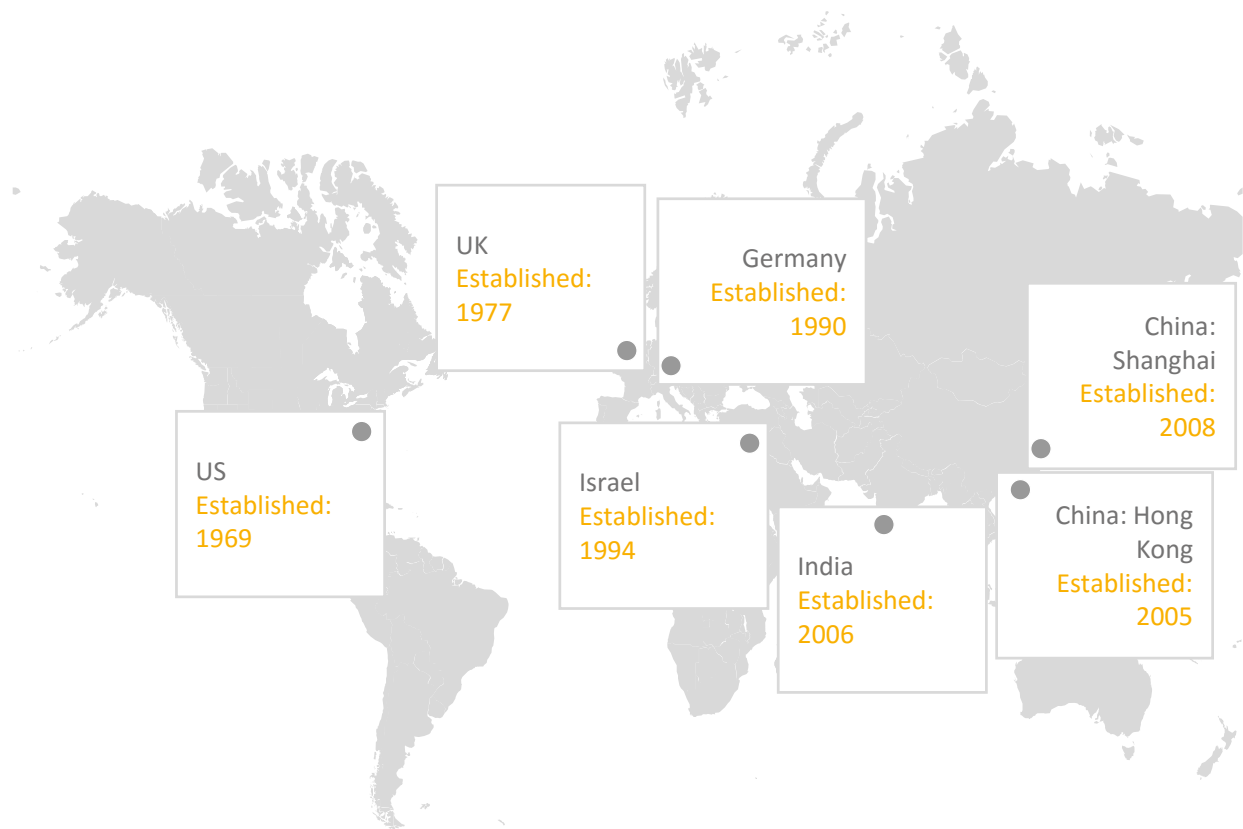 UK
Established:
1977
Germany
Established:
1990
China:
Shanghai
Established:
2008
US
Established:
1969
Israel
Established:
1994
India
Established:
2006
China: Hong
Kong
Established:
2005